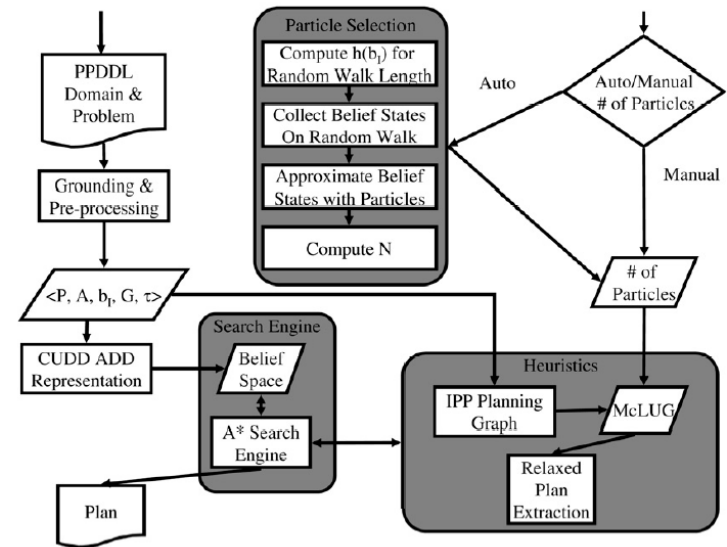 PPDDL
Domain &
Problem
Grounding &
Pre-processing
<P, A, b_I, G, τ>
CUDD ADD
Representation
Particle Selection
Compute h(b_I) for
Random Walk Length
Collect Belief States
On Random Walk
Approximate Belief
States with Particles
Compute N
Auto
Auto/Manual
# of Particles
Manual
# of
Particles
Search Engine
Belief
Space
A* Search
Engine
Plan
Heuristics
IPP Planning
Graph
McLUG
Relaxed
Plan
Extraction